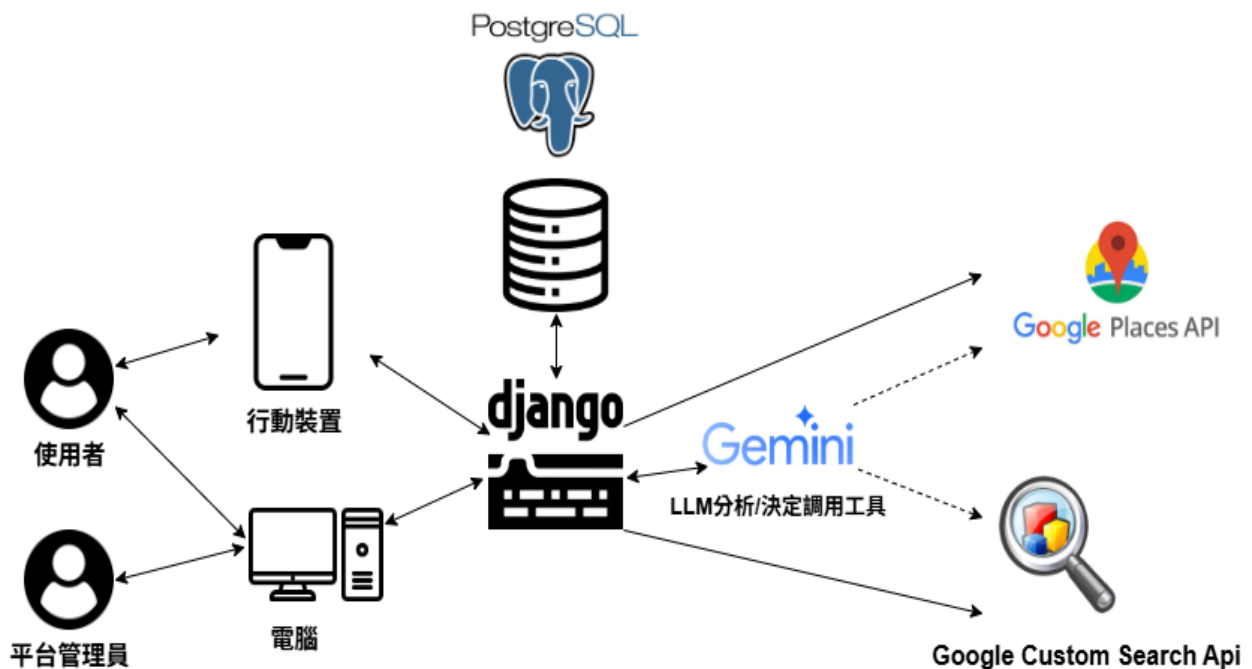 PostgreSQL
行動裝置
使用者
django
Google Places API
Gemini
LLM分析/決定調用工具
平台管理員
電腦
Google Custom Search Api